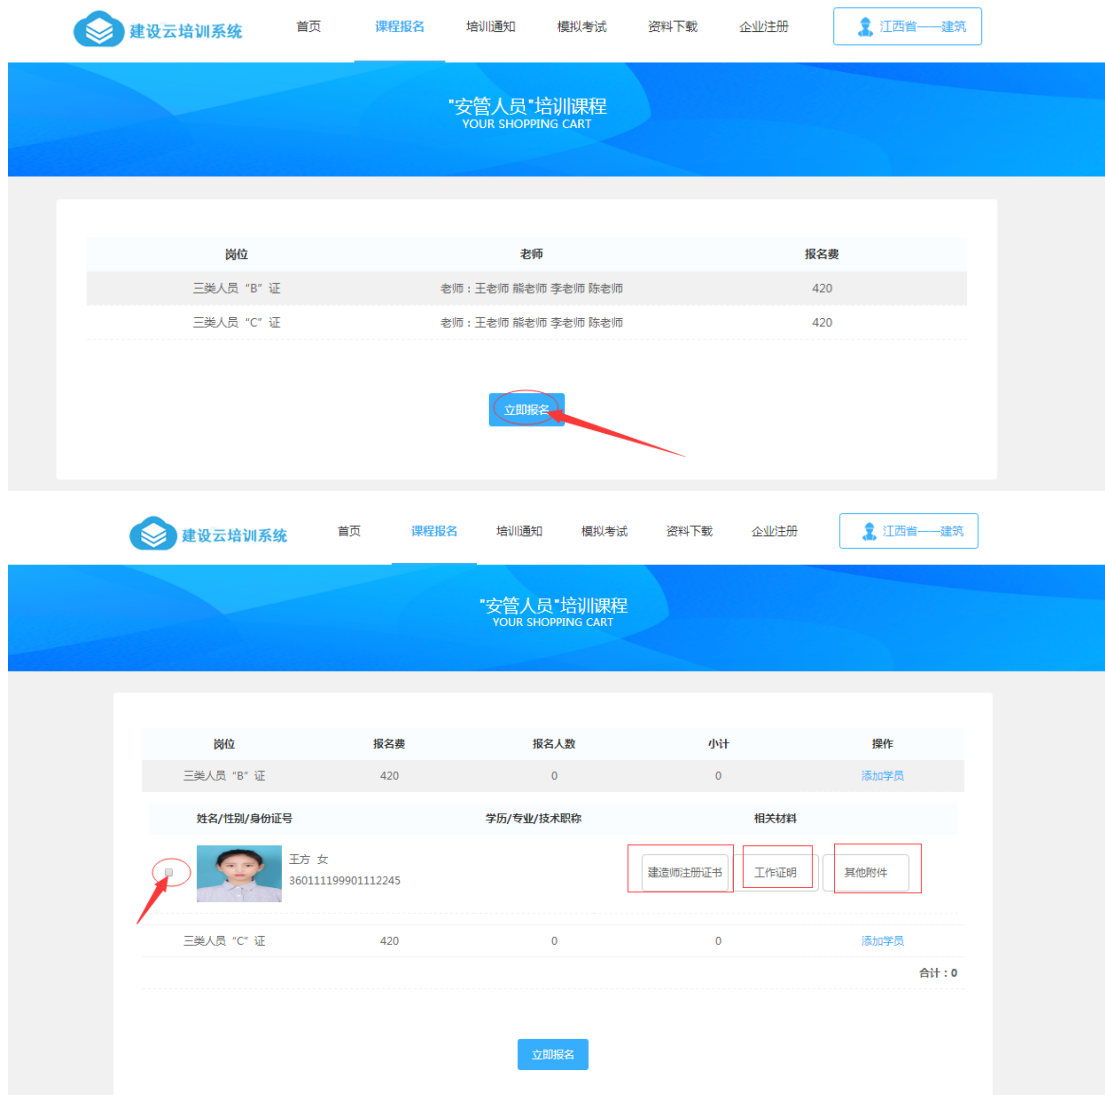 建设云培训系统 首页 课程报名 培训通知 模拟考试 资料下载 企业注册 江西省——建筑
"安管人员"培训课程
YOUR SHOPPING CART
岗位 老师 报名费
三类人员“B”证 老师：王老师 熊老师 李老师 陈老师 420
三类人员“C”证 老师：王老师 熊老师 李老师 陈老师 420
立即报名
建设云培训系统 首页 课程报名 培训通知 模拟考试 资料下载 企业注册 江西省——建筑
"安管人员"培训课程
YOUR SHOPPING CART
岗位 报名费 报名人数 小计 操作
三类人员“B”证 420 0 0 添加学员
姓名/性别/身份证号 学历/专业/技术职称 相关材料
王方 女
360111199901112245
建造师注册证书 工作证明 其他附件
三类人员“C”证 420 0 0 添加学员
合计：0
立即报名